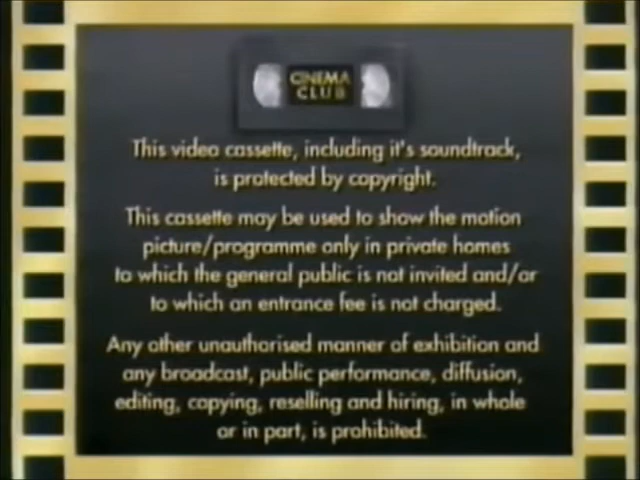 CINEMA
CLUB
This video cassette, including it's soundtrack,
is protected by copyright.
This cassette may be used to show the motion
picture/programme only in private homes
to which the general public is not invited and/or
to which an entrance fee is not charged.
Any other unauthorised manner of exhibition and
any broadcast, public performance, diffusion,
editing, copying, reselling and hiring, in whole
or in part, is prohibited.